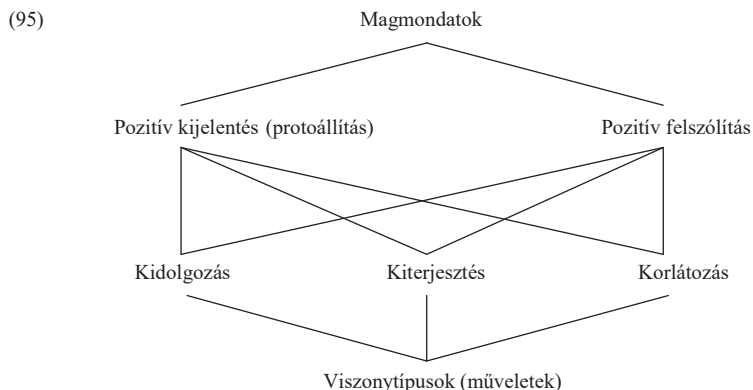 (95) Magmondatok
Pozitív kijelentés (protoállítás) Pozitív felszólítás
Kidolgozás Kiterjesztés Korlátozás
Viszonytípusok (műveletek)